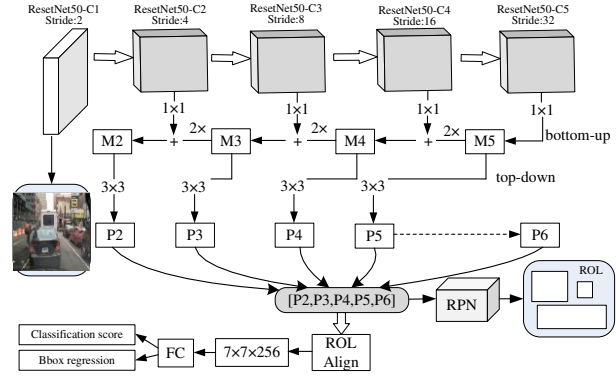 ResetNet50-C1
Stride:2
ResetNet50-C2
Stride:4
ResetNet50-C3
Stride:8
ResetNet50-C4
Stride:16
ResetNet50-C5
Stride:32
1×1
1×1
1×1
1×1
M2
+
2×
M3
+
2×
M4
+
2×
M5
bottom-up
3×3
3×3
3×3
3×3
top-down
P2
P3
P4
P5
P6
[P2,P3,P4,P5,P6]
RPN
ROL
Classification score
Bbox regression
FC
7×7×256
ROL
Align